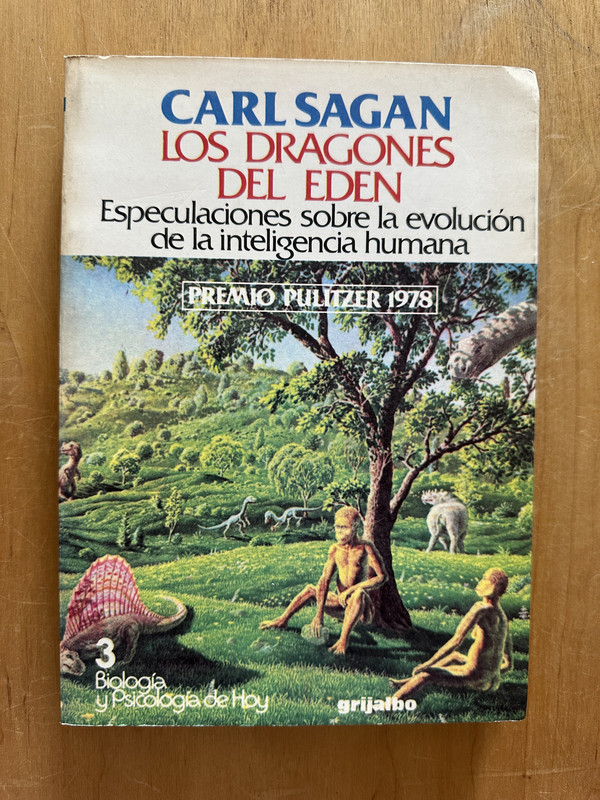 CARL SAGAN
LOS DRAGONES
DEL EDEN
Especulaciones sobre la evolución
de la inteligencia humana
PREMIO PULITZER 1978
3
Biología
y Psicología de Hoy
grijalbo